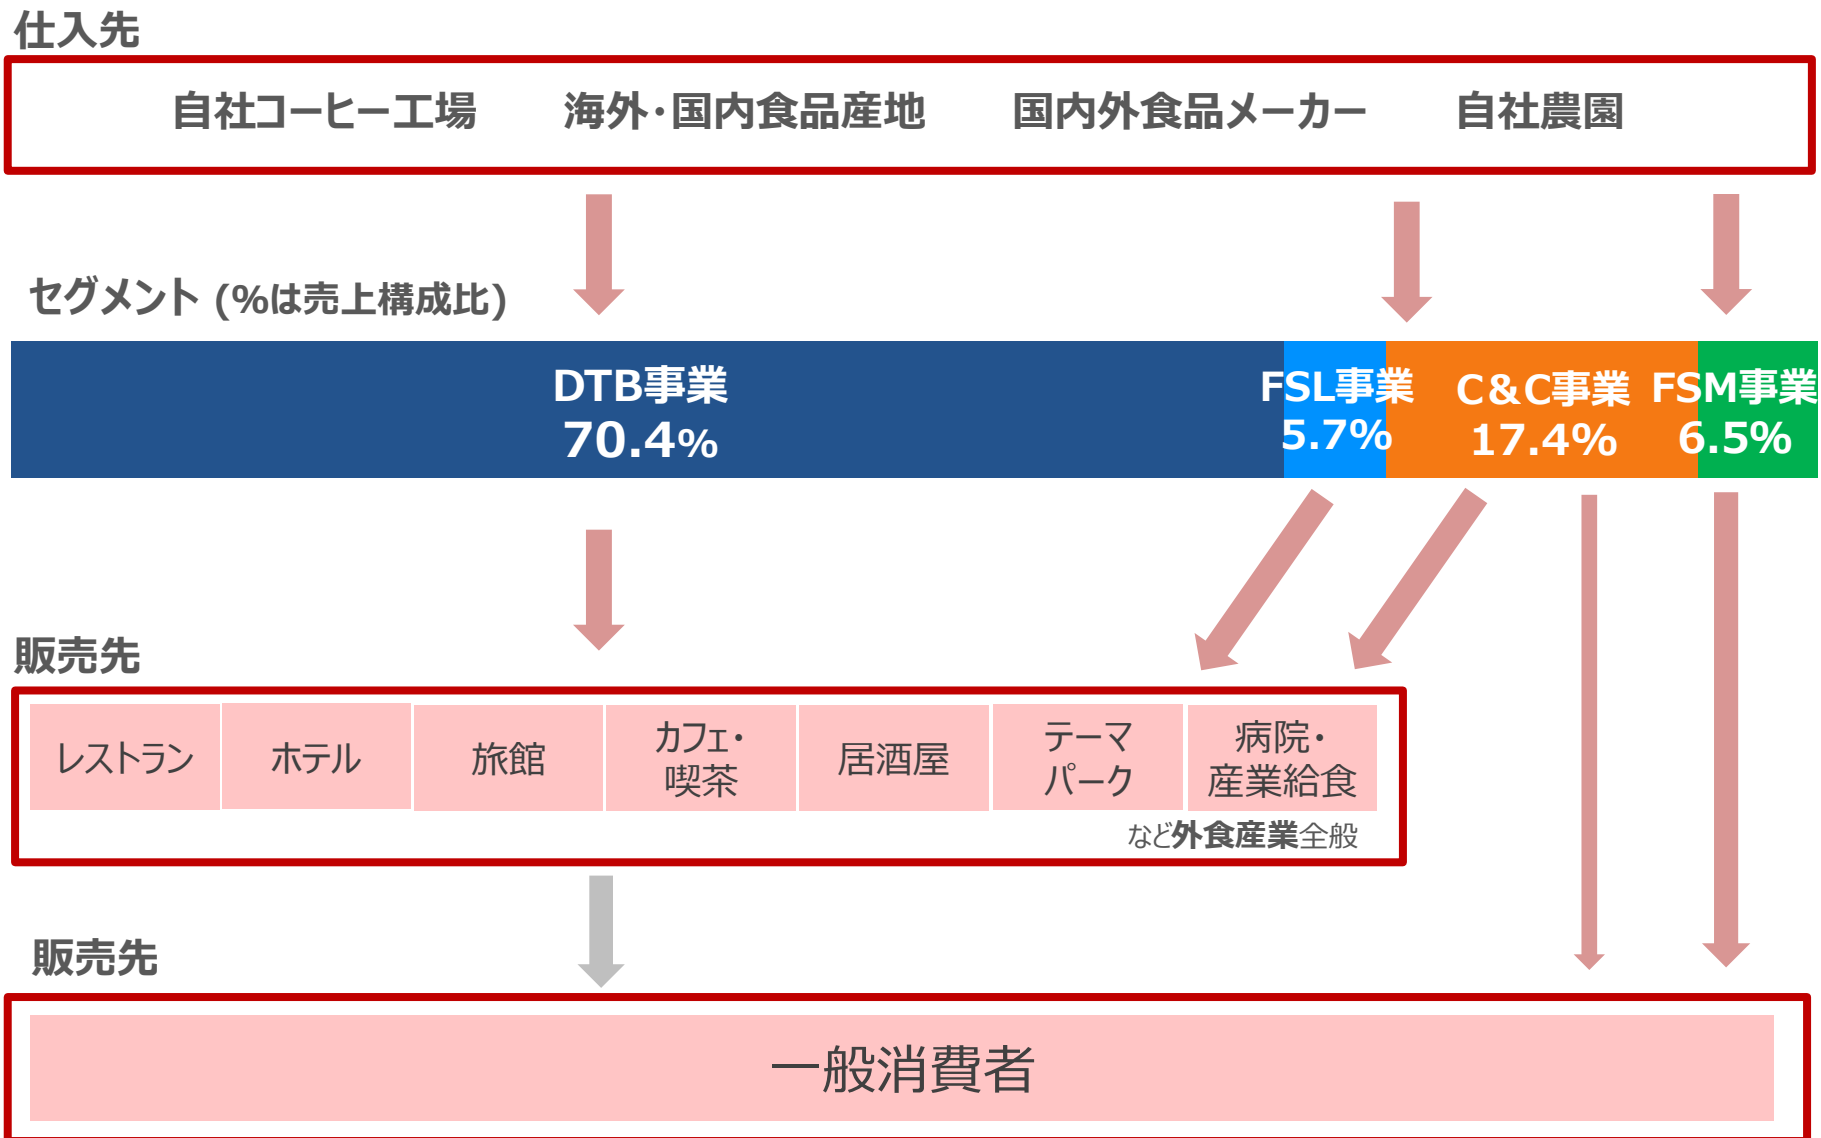 仕入先
自社コーヒー工場 海外・国内食品産地 国内外食品メーカー 自社農園
セグメント (%は売上構成比)
DTB事業
70.4%
FSL事業
5.7%
C&C事業
17.4%
FSM事業
6.5%
販売先
レストラン
ホテル
旅館
カフェ・
喫茶
居酒屋
テーマ
パーク
病院・
産業給食
など外食産業全般
販売先
一般消費者